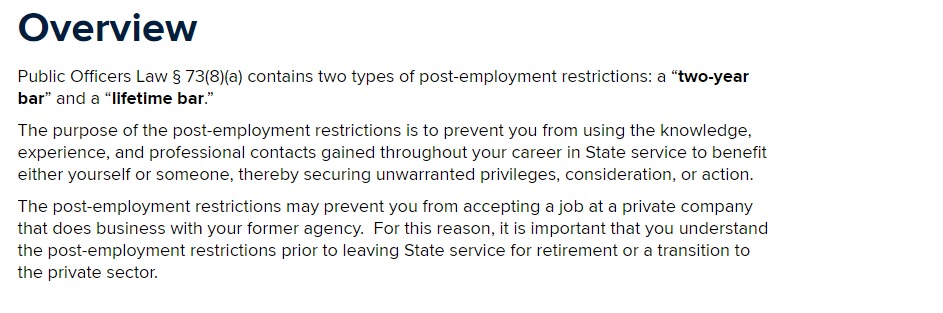 Overview
Public Officers Law § 73(8)(a) contains two types of post-employment restrictions: a “two-year
bar” and a “lifetime bar.”
The purpose of the post-employment restrictions is to prevent you from using the knowledge,
experience, and professional contacts gained throughout your career in State service to benefit
either yourself or someone, thereby securing unwarranted privileges, consideration, or action.
The post-employment restrictions may prevent you from accepting a job at a private company
that does business with your former agency.  For this reason, it is important that you understand
the post-employment restrictions prior to leaving State service for retirement or a transition to
the private sector.